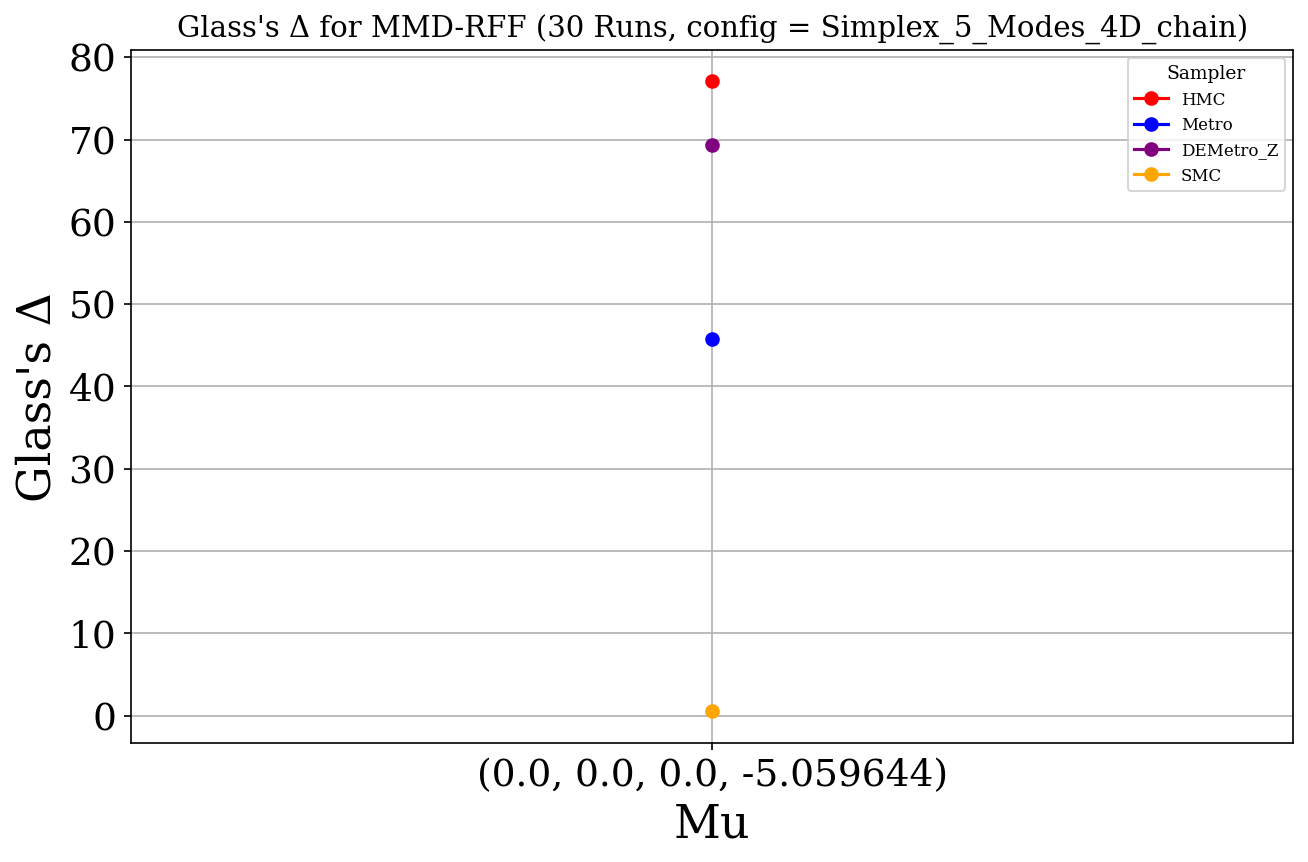 Glass's Δ for MMD-RFF (30 Runs, config = Simplex_5_Modes_4D_chain)
Sampler
HMC
Metro
DEMetro_Z
SMC
Glass's Δ
80
70
60
50
40
30
20
10
0
(0.0, 0.0, 0.0, -5.059644)
Mu